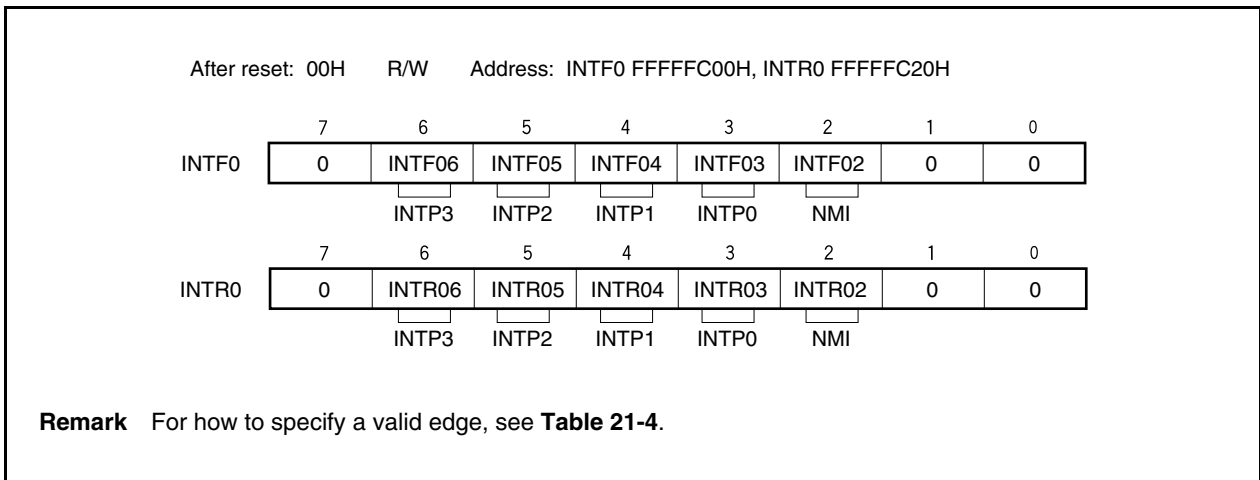 After reset: 00H R/W Address: INTF0 FFFFFC00H, INTR0 FFFFFC20H
7 6 5 4 3 2 1 0
INTF0 0 INTF06 INTF05 INTF04 INTF03 INTF02 0 0
INTP3 INTP2 INTP1 INTP0 NMI
7 6 5 4 3 2 1 0
INTR0 0 INTR06 INTR05 INTR04 INTR03 INTR02 0 0
INTP3 INTP2 INTP1 INTP0 NMI
Remark For how to specify a valid edge, see Table 21-4.